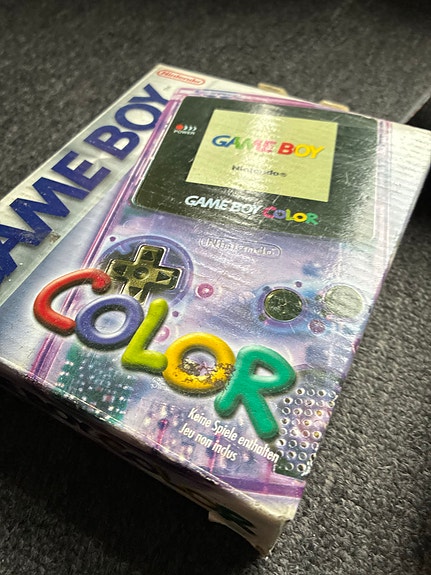 Nintendo
GAME BOY
POWER
GAME BOY
Nintendo®
GAME BOY COLOR
Nintendo
COLOR
Keine Spiele enthalten
Jeu non inclus